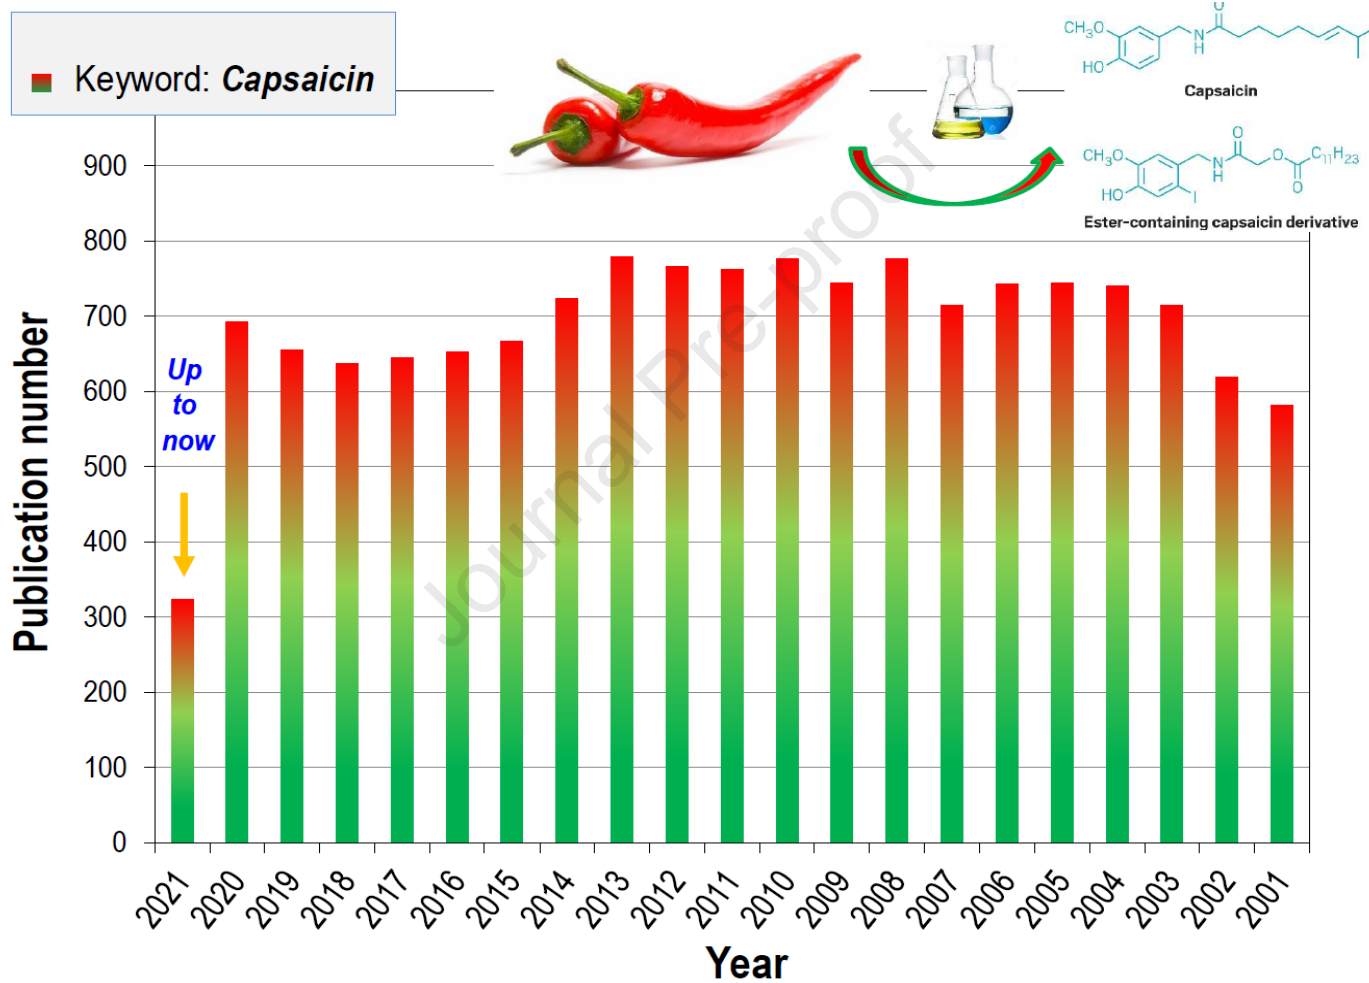 Keyword: Capsaicin
O
CH₃O
N
H
HO
Capsaicin
O
CH₃O
N
H
O
C₁₁H₂₃
O
HO
I
Ester-containing capsaicin derivative
900
800
700
600
500
400
300
200
100
0
Publication number
Up
to
now
Journal Pre-proof
2021
2020
2019
2018
2017
2016
2015
2014
2013
2012
2011
2010
2009
2008
2007
2006
2005
2004
2003
2002
2001
Year